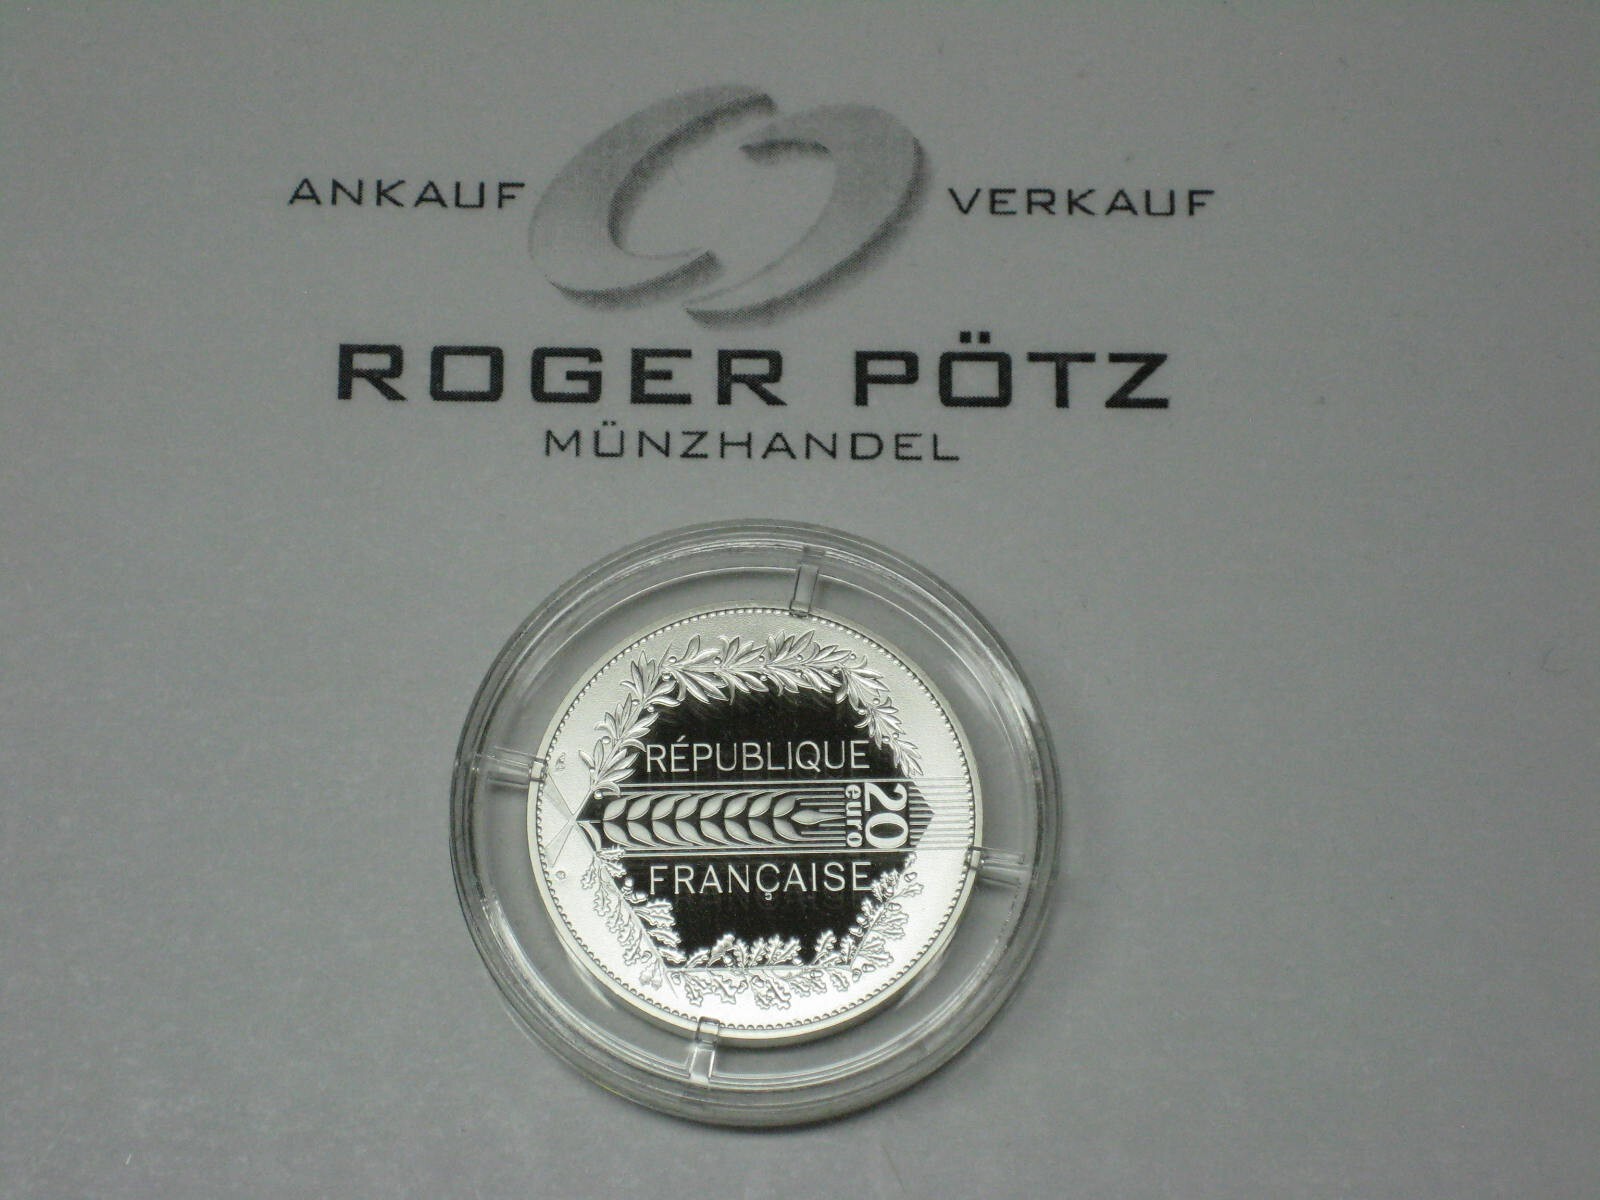 ANKAUF VERKAUF
ROGER PÖTZ
MÜNZHANDEL
RÉPUBLIQUE
20
euro
FRANÇAISE